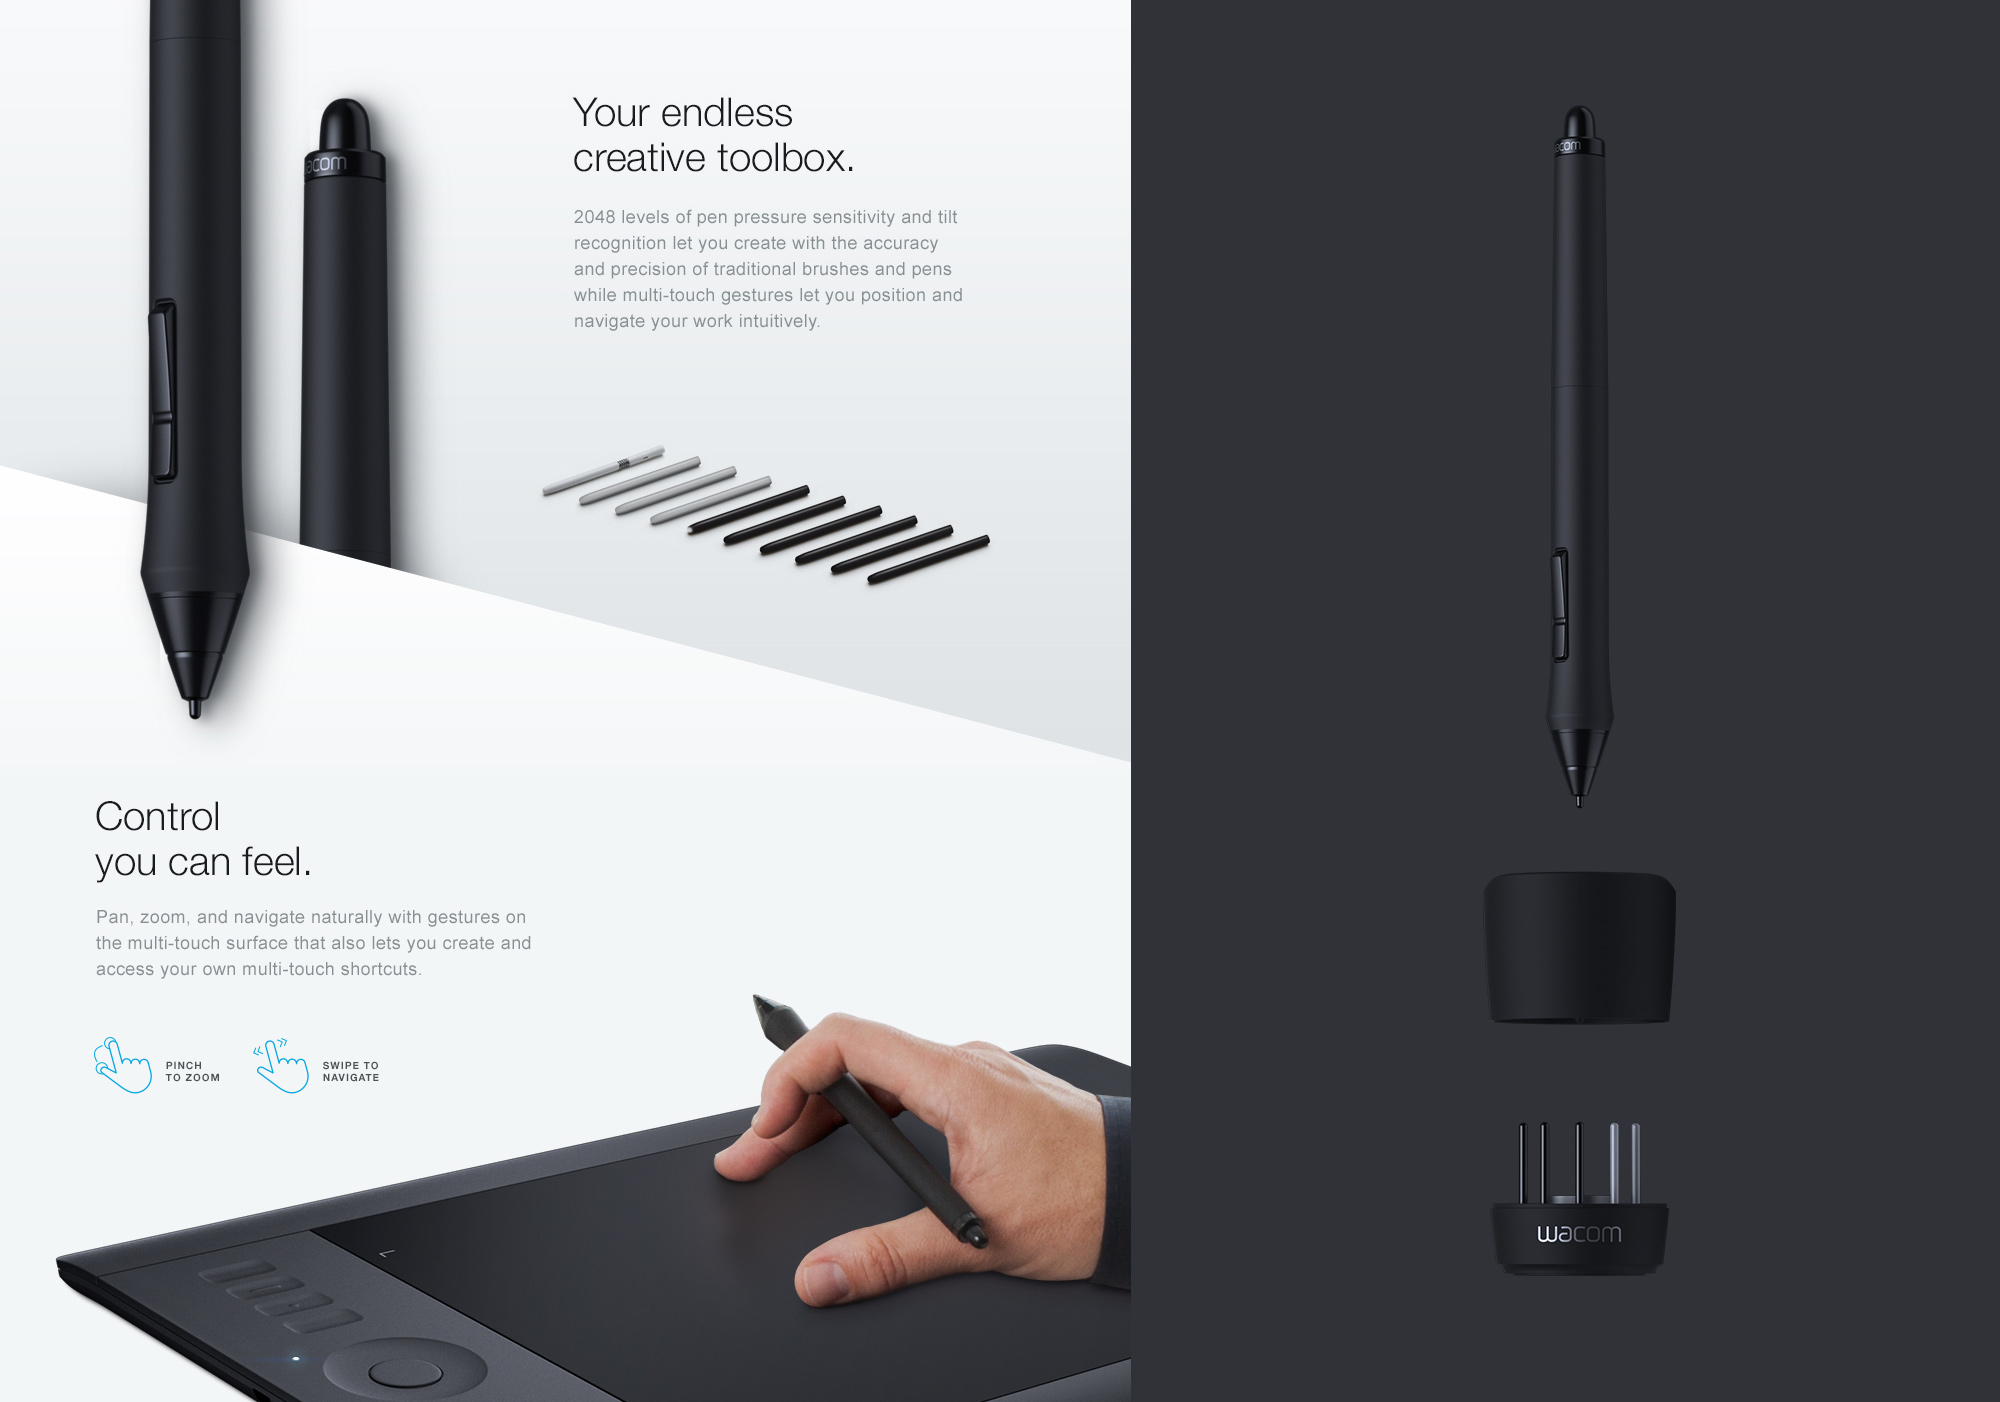 Your endless
creative toolbox.
2048 levels of pen pressure sensitivity and tilt
recognition let you create with the accuracy
and precision of traditional brushes and pens
while multi-touch gestures let you position and
navigate your work intuitively.
acom
acom
Control
you can feel.
Pan, zoom, and navigate naturally with gestures on
the multi-touch surface that also lets you create and
access your own multi-touch shortcuts.
PINCH
TO ZOOM
SWIPE TO
NAVIGATE
wacom